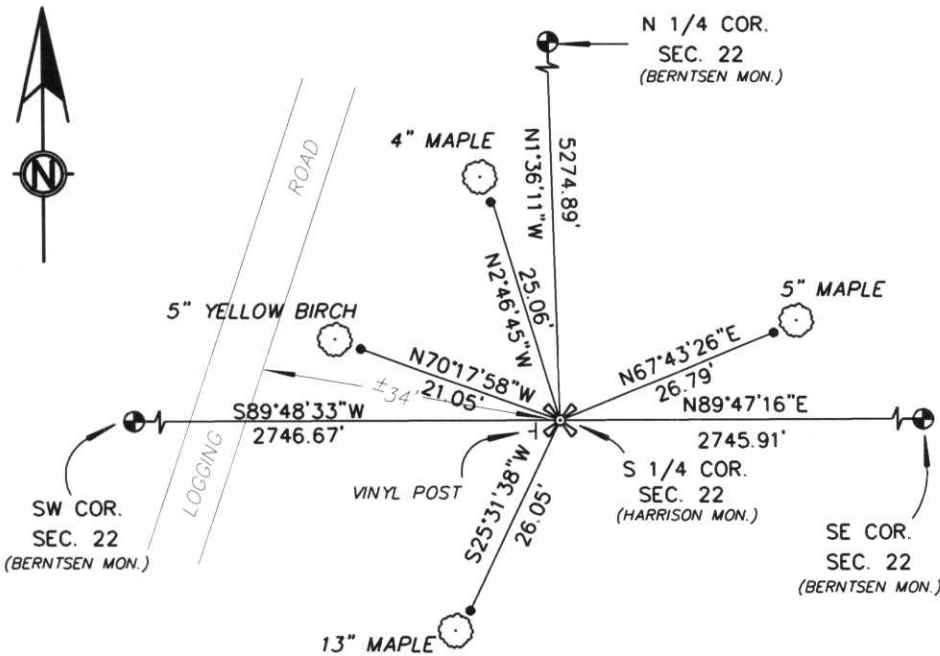 N 1/4 COR.
SEC. 22
(BERNTSEN MON.)
N
4" MAPLE
ROAD
N1°36'11"W
5274.89'
N2°46'45"W
25.06'
5" MAPLE
5" YELLOW BIRCH
N70°17'58"W
21.05'
±34'
N67°43'26"E
26.79'
S89°48'33"W
2746.67'
N89°47'16"E
2745.91'
LOGGING
VINYL POST
S25°31'38"W
26.05'
S 1/4 COR.
SEC. 22
(HARRISON MON.)
SW COR.
SEC. 22
(BERNTSEN MON.)
SE COR.
SEC. 22
(BERNTSEN MON.)
13" MAPLE